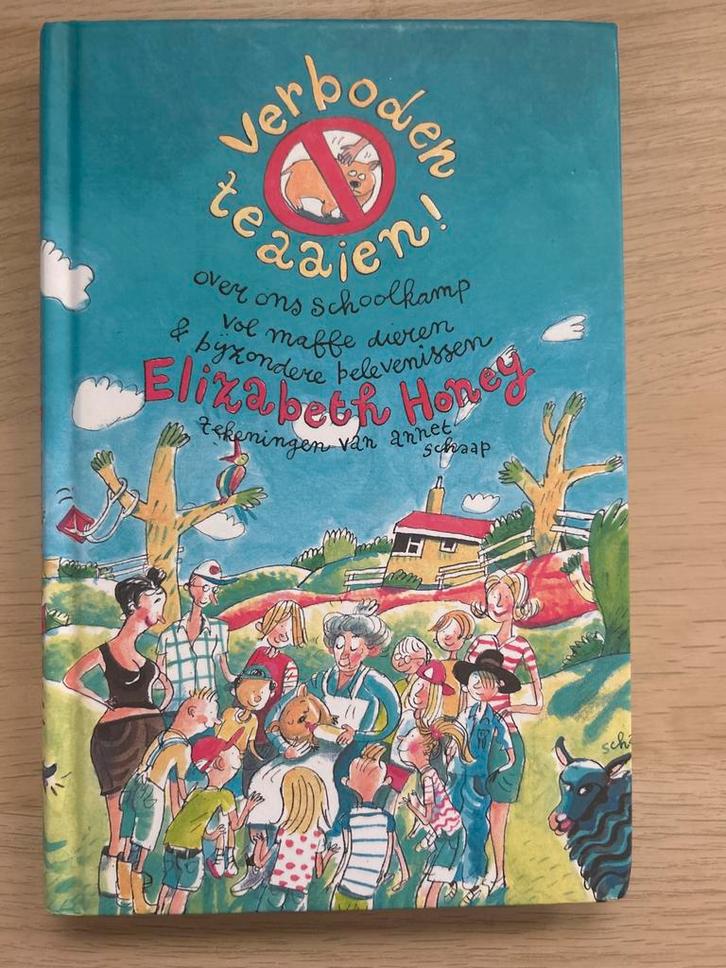 Verboden
te aaien!
over ons schoolkamp
vol maffe dieren
& bijzondere belevenissen
Elizabeth Honey
tekeningen van annet
schaap